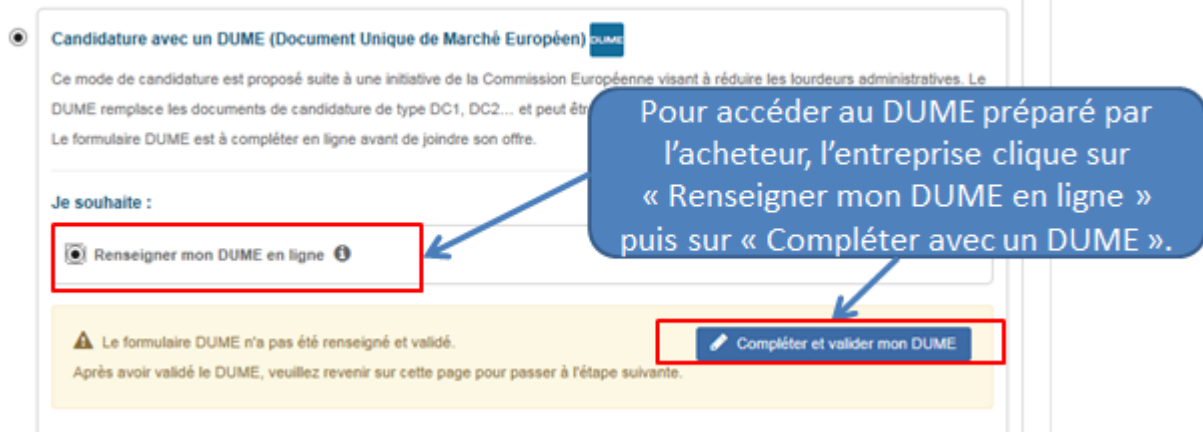 Candidature avec un DUME (Document Unique de Marché Européen) DUME
Ce mode de candidature est proposé suite à une initiative de la Commission Européenne visant à réduire les lourdeurs administratives. Le
DUME remplace les documents de candidature de type DC1, DC2... et peut
Le formulaire DUME est à compléter en ligne avant de joindre son offre.
Pour accéder au DUME préparé par
l'acheteur, l'entreprise clique sur
« Renseigner mon DUME en ligne »
puis sur « Compléter avec un DUME ».
Je souhaite :
Renseigner mon DUME en ligne
Le formulaire DUME n'a pas été renseigné et validé.
Compléter et valider mon DUME
Après avoir validé le DUME, veuillez revenir sur cette page pour passer à l'étape suivante.